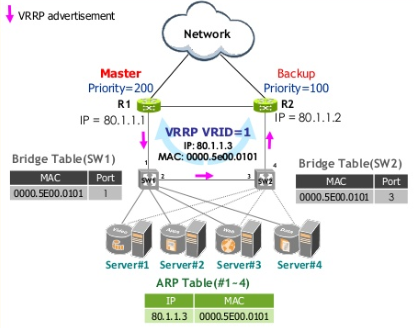 VRRP advertisement
Network
Master
Priority=200
Backup
Priority=100
R1
R2
IP = 80.1.1.1
IP = 80.1.1.2
VRRP VRID=1
IP: 80.1.1.3
MAC: 0000.5e00.0101
Bridge Table(SW1)
MAC Port
0000.5E00.0101 1
Bridge Table(SW2)
MAC Port
0000.5E00.0101 3
1
4
SW1
2
3
SW2
Video
Voice
Web
Data
Server#1
Server#2
Server#3
Server#4
ARP Table(#1~4)
IP MAC
80.1.1.3 0000.5E00.0101